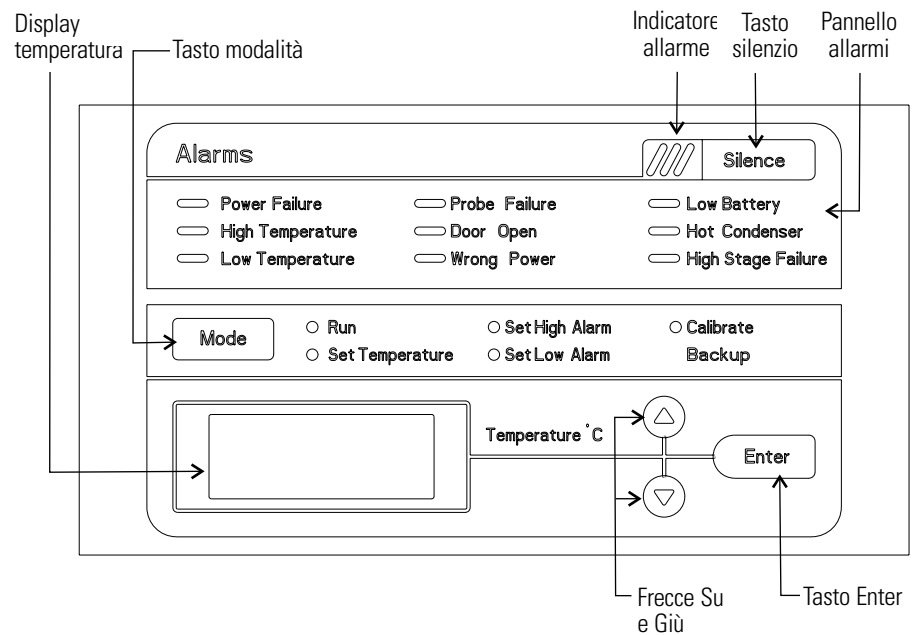 Display
temperatura
Tasto modalità
Indicatore
allarme
Tasto
silenzio
Pannello
allarmi
Alarms
Silence
Power Failure
Probe Failure
Low Battery
High Temperature
Door Open
Hot Condenser
Low Temperature
Wrong Power
High Stage Failure
Mode
Run
Set High Alarm
Calibrate
Set Temperature
Set Low Alarm
Backup
Temperature °C
Enter
Frecce Su
e Giù
Tasto Enter